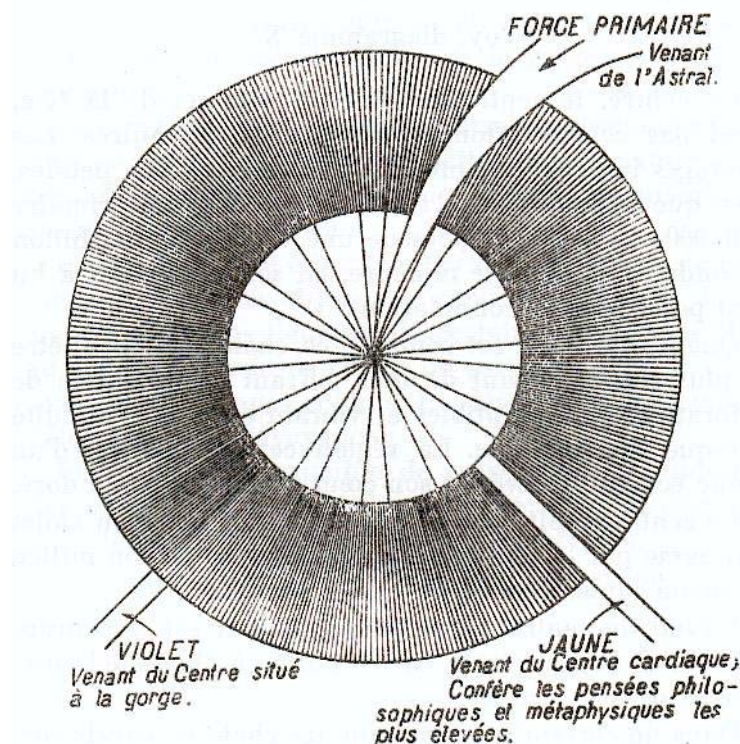 FORCE PRIMAIRE
Venant
de l'Astral.
VIOLET
Venant du Centre situé
à la gorge.
JAUNE
Venant du Centre cardiaque;
Confère les pensées philo-
sophiques et métaphysiques les
plus élevées.